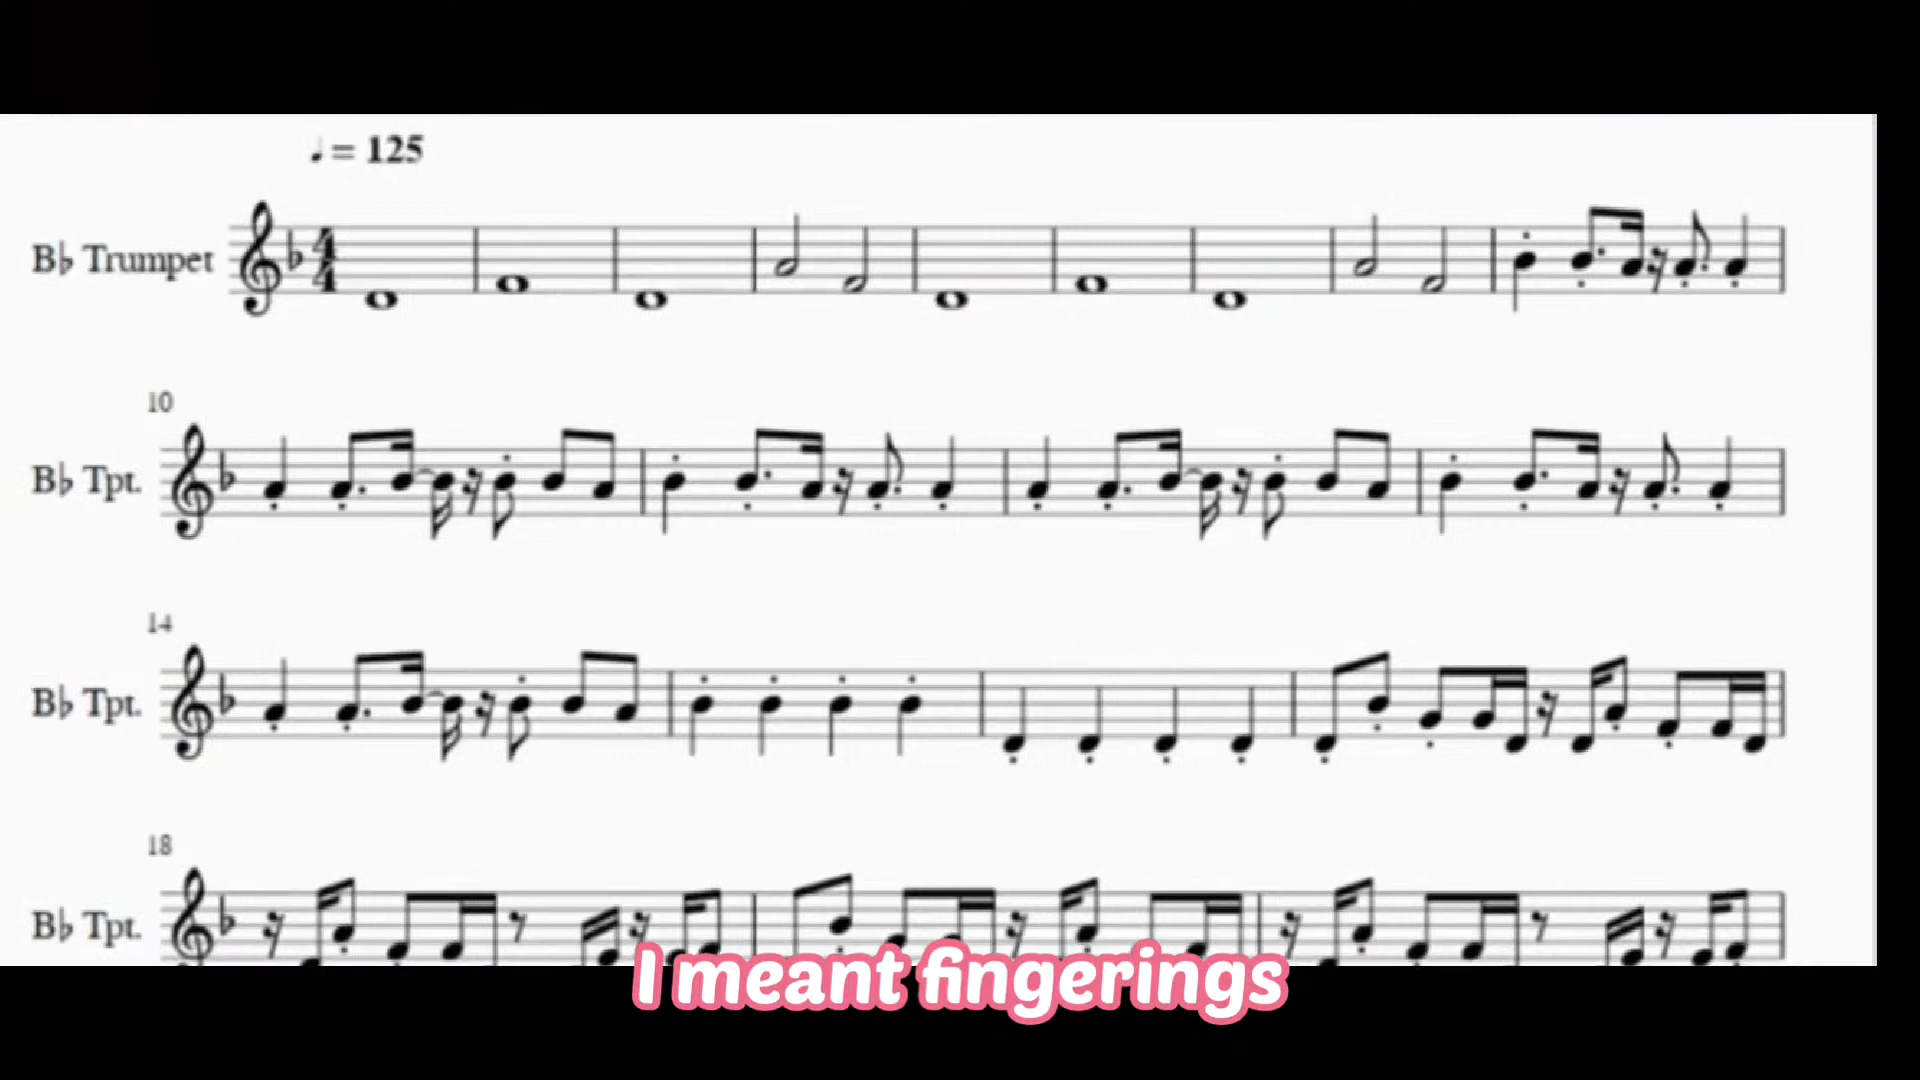 ♩= 125
B♭ Trumpet
10
B♭ Tpt.
14
B♭ Tpt.
18
B♭ Tpt.
I meant fingerings